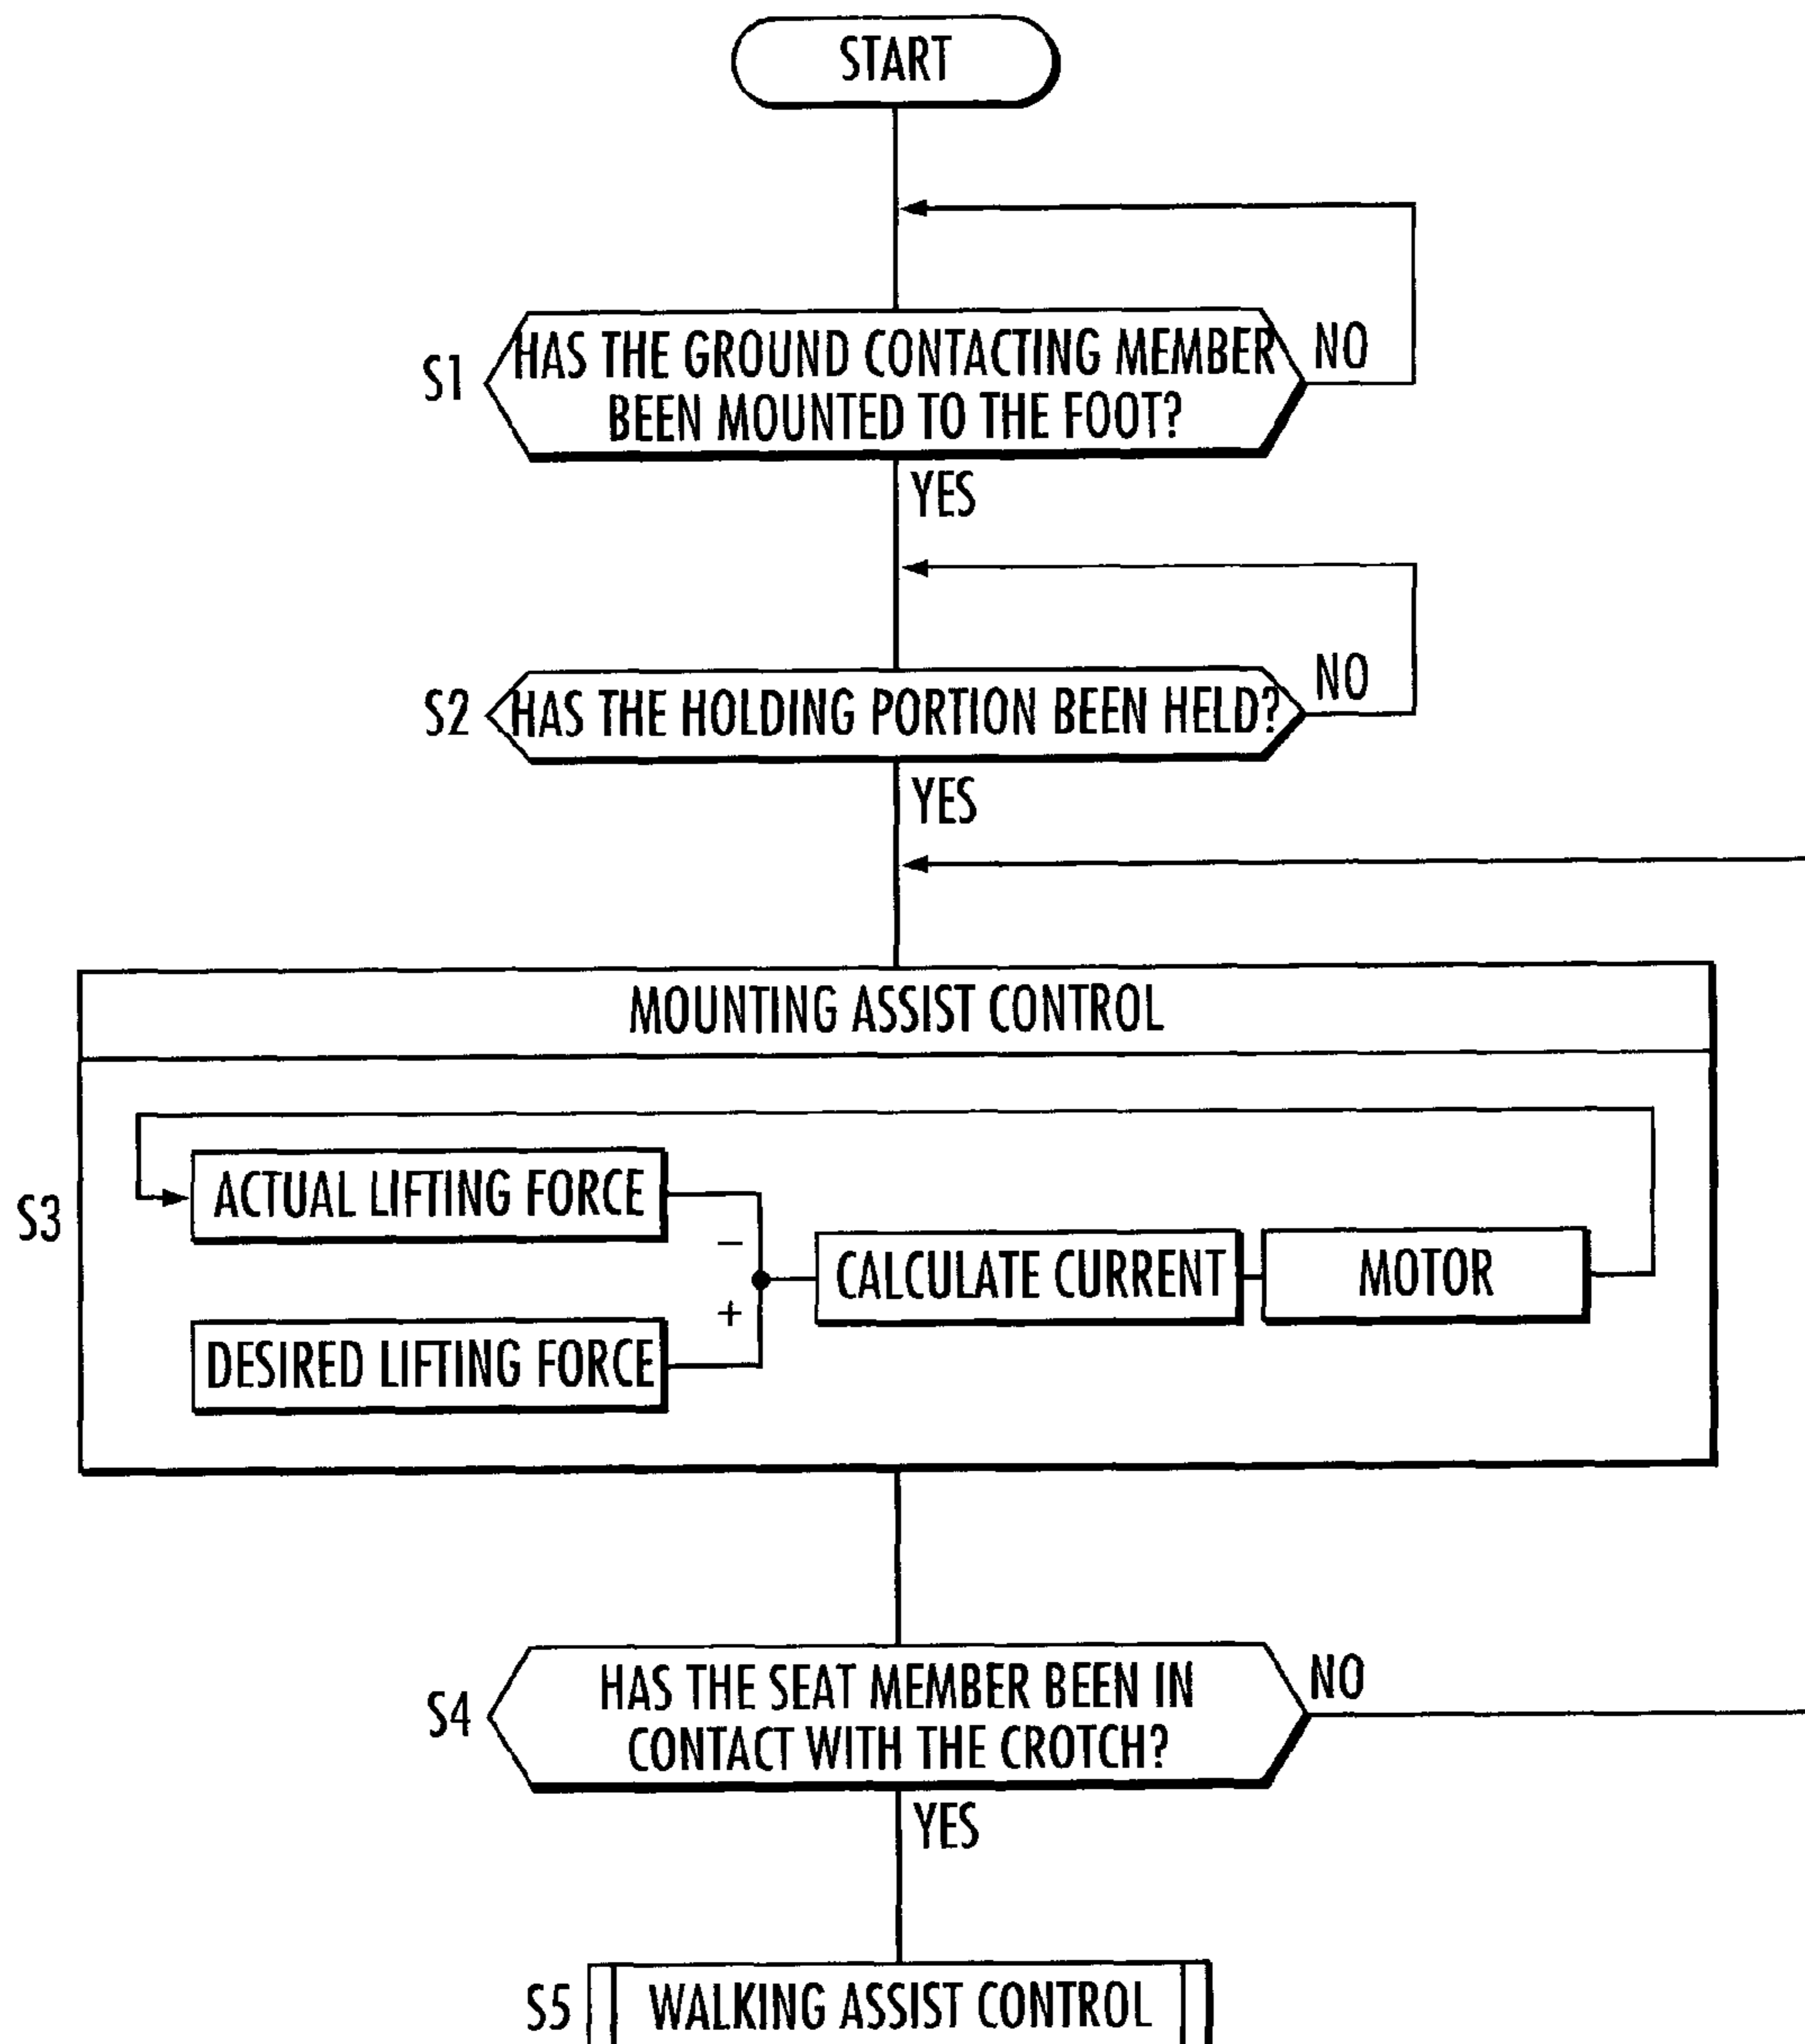 START
S1
HAS THE GROUND CONTACTING MEMBER
BEEN MOUNTED TO THE FOOT?
NO
YES
S2
HAS THE HOLDING PORTION BEEN HELD?
NO
YES
MOUNTING ASSIST CONTROL
S3
ACTUAL LIFTING FORCE
−
+
DESIRED LIFTING FORCE
CALCULATE CURRENT
MOTOR
S4
HAS THE SEAT MEMBER BEEN IN
CONTACT WITH THE CROTCH?
NO
YES
S5
WALKING ASSIST CONTROL